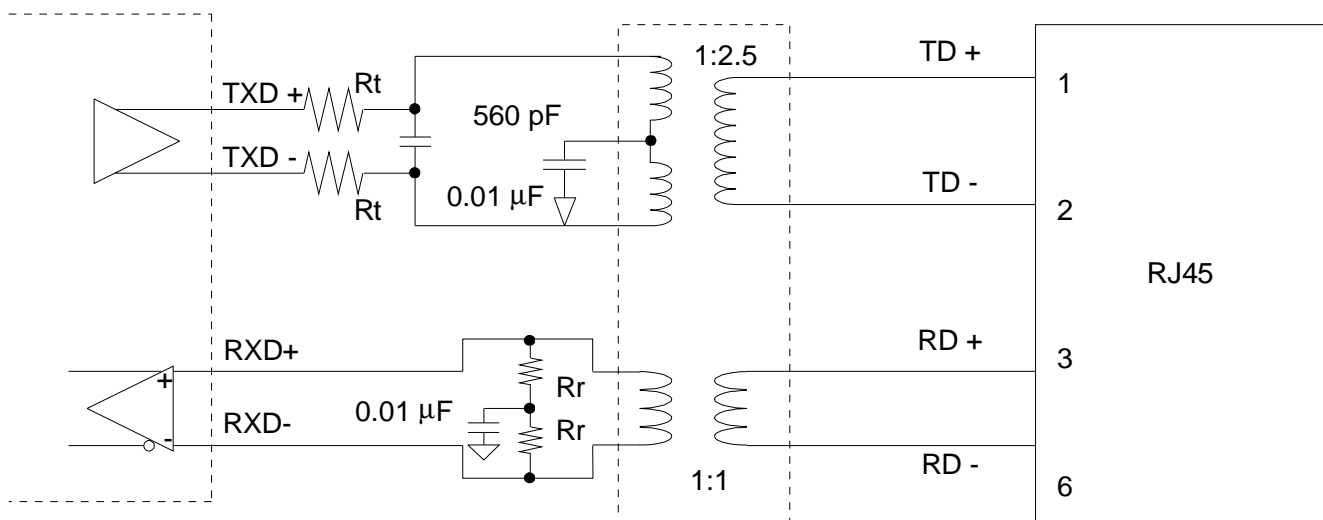 1:2.5
TD +
TXD +
Rt
1
560 pF
TXD -
Rt
0.01 μF
TD -
2
RJ45
RXD+
RD +
3
+
Rr
0.01 μF
RXD-
-
Rr
RD -
1:1
6